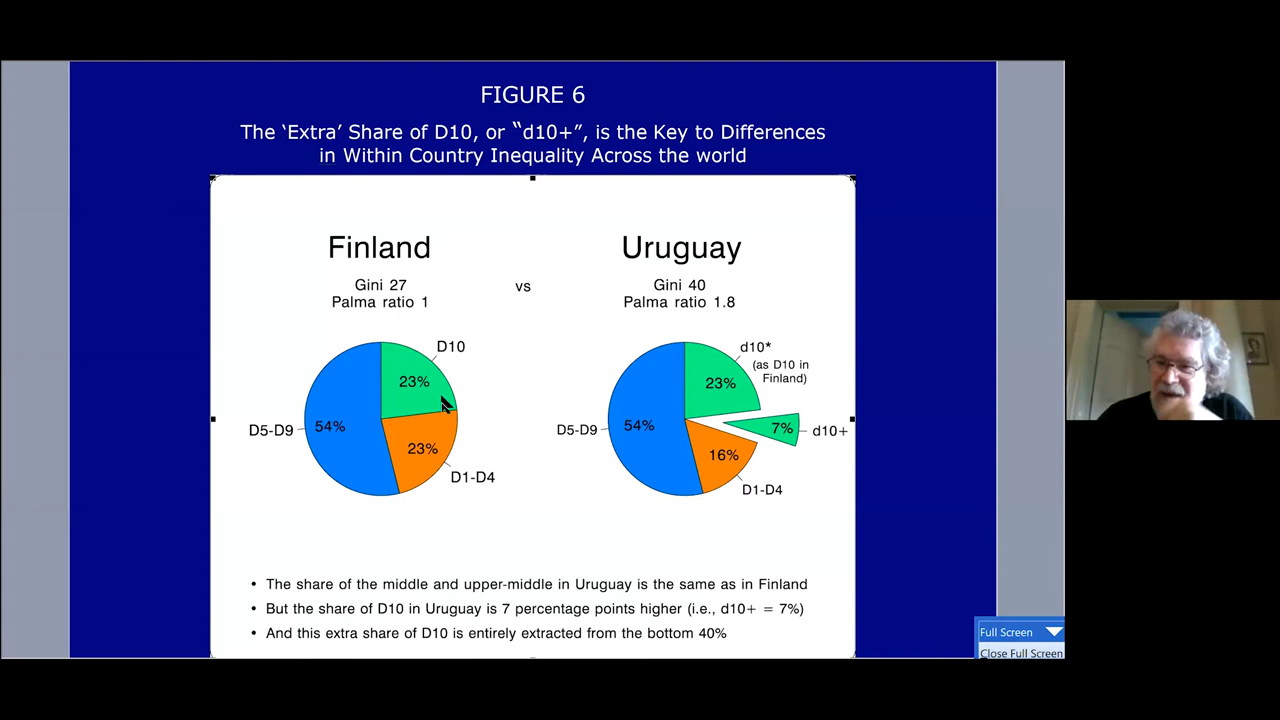 FIGURE 6
The ‘Extra’ Share of D10, or “d10+”, is the Key to Differences
in Within Country Inequality Across the world
Finland
Gini 27
Palma ratio 1
vs
Uruguay
Gini 40
Palma ratio 1.8
D10
23%
D5-D9
54%
23%
D1-D4
d10*
(as D10 in
Finland)
23%
D5-D9
54%
7%
d10+
16%
D1-D4
• The share of the middle and upper-middle in Uruguay is the same as in Finland
• But the share of D10 in Uruguay is 7 percentage points higher (i.e., d10+ = 7%)
• And this extra share of D10 is entirely extracted from the bottom 40%
Full Screen
Close Full Screen